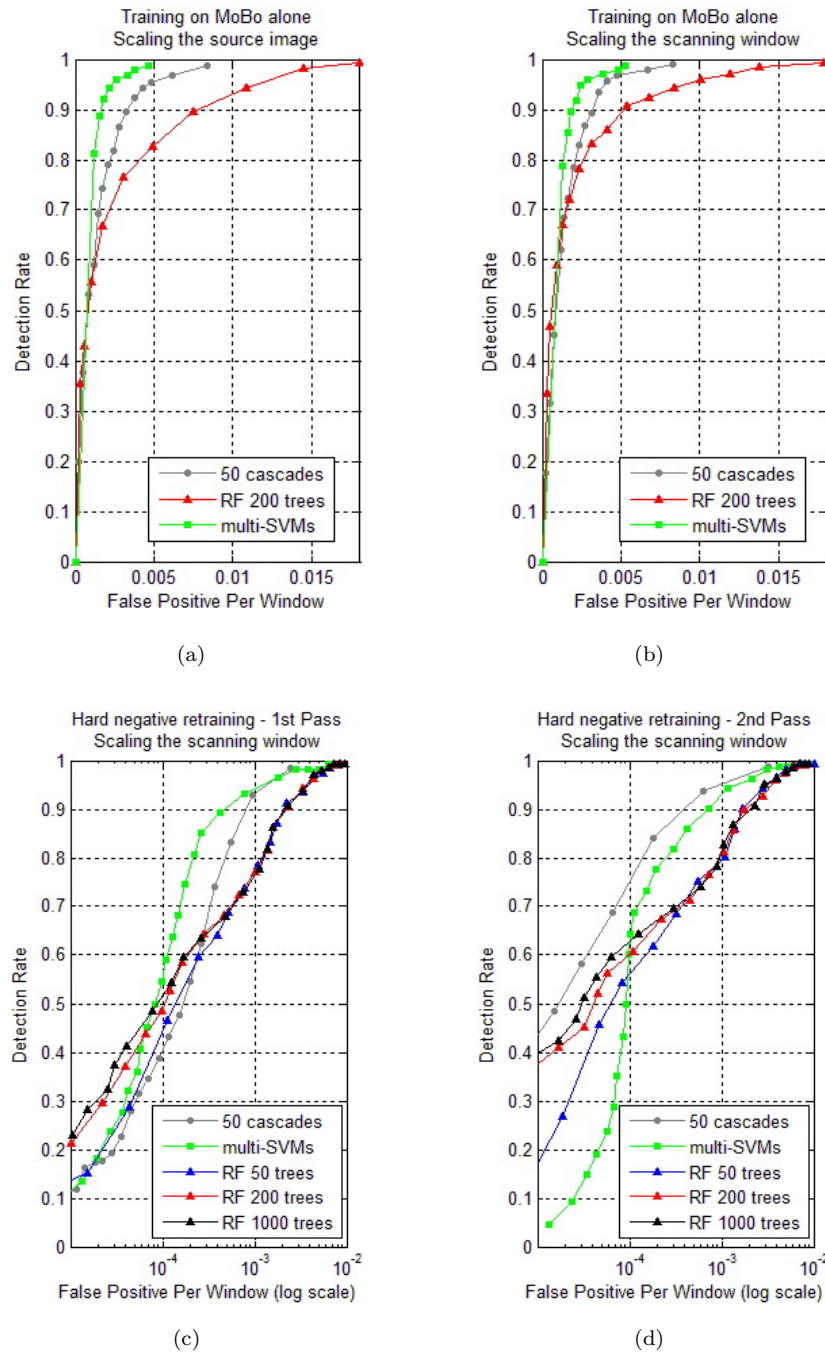 Training on MoBo alone
Scaling the source image
1
0.9
0.8
0.7
0.6
0.5
0.4
0.3
0.2
0.1
0
Detection Rate
50 cascades
RF 200 trees
multi-SVMs
0 0.005 0.01 0.015
False Positive Per Window
(a)
Training on MoBo alone
Scaling the scanning window
1
0.9
0.8
0.7
0.6
0.5
0.4
0.3
0.2
0.1
0
Detection Rate
50 cascades
RF 200 trees
multi-SVMs
0 0.005 0.01 0.015
False Positive Per Window
(b)
Hard negative retraining - 1st Pass
Scaling the scanning window
1
0.9
0.8
0.7
0.6
0.5
0.4
0.3
0.2
0.1
0
Detection Rate
50 cascades
multi-SVMs
RF 50 trees
RF 200 trees
RF 1000 trees
10⁻⁴ 10⁻³ 10⁻²
False Positive Per Window (log scale)
(c)
Hard negative retraining - 2nd Pass
Scaling the scanning window
1
0.9
0.8
0.7
0.6
0.5
0.4
0.3
0.2
0.1
0
Detection Rate
50 cascades
multi-SVMs
RF 50 trees
RF 200 trees
RF 1000 trees
10⁻⁴ 10⁻³ 10⁻²
False Positive Per Window (log scale)
(d)